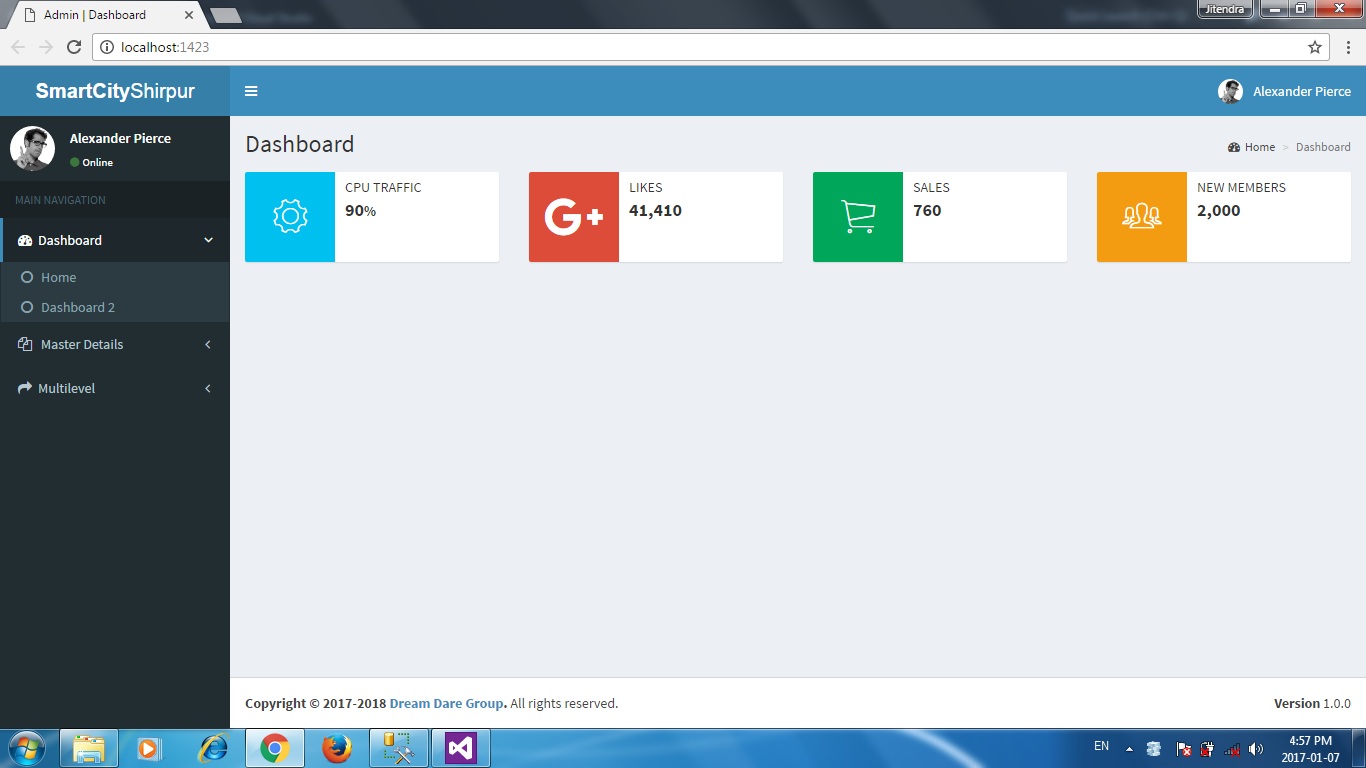 Admin | Dashboard
Jitendra
localhost:1423
SmartCityShirpur
Alexander Pierce
Alexander Pierce
Online
MAIN NAVIGATION
Dashboard
Home
Dashboard 2
Master Details
Multilevel
Dashboard
Home > Dashboard
CPU TRAFFIC
90%
LIKES
41,410
SALES
760
NEW MEMBERS
2,000
Copyright © 2017-2018 Dream Dare Group. All rights reserved.
Version 1.0.0
EN
4:57 PM
2017-01-07